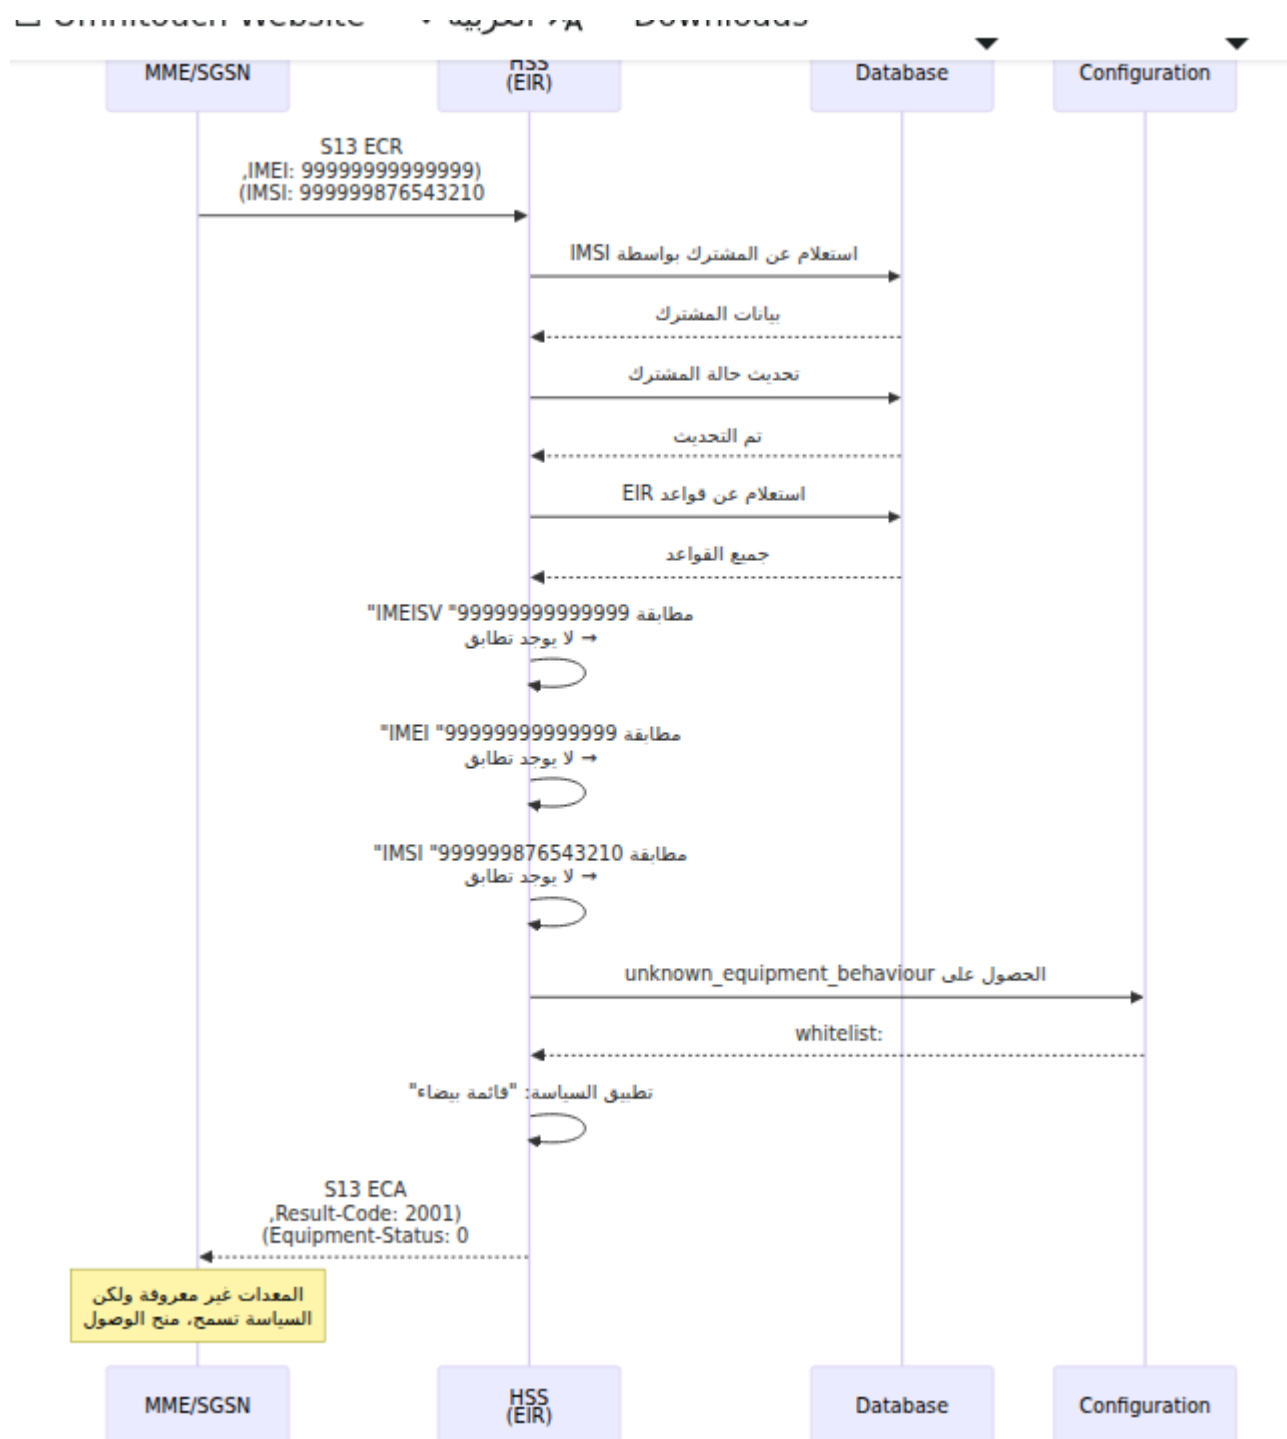 Omnitouch Website
العربية
Downloads
MME/SGSN
HSS
(EIR)
Database
Configuration
S13 ECR
,IMEI: 99999999999999)
(IMSI: 999999876543210
استعلام عن المشترك بواسطة IMSI
بيانات المشترك
تحديث حالة المشترك
تم التحديث
استعلام عن قواعد EIR
جميع القواعد
مطابقة IMEISV "99999999999999"
→ لا يوجد تطابق
مطابقة IMEI "99999999999999"
→ لا يوجد تطابق
مطابقة IMSI "999999876543210"
→ لا يوجد تطابق
الحصول على unknown_equipment_behaviour
whitelist:
تطبيق السياسة: "قائمة بيضاء"
S13 ECA
,Result-Code: 2001)
(Equipment-Status: 0
المعدات غير معروفة ولكن
السياسة تسمح، منح الوصول
MME/SGSN
HSS
(EIR)
Database
Configuration